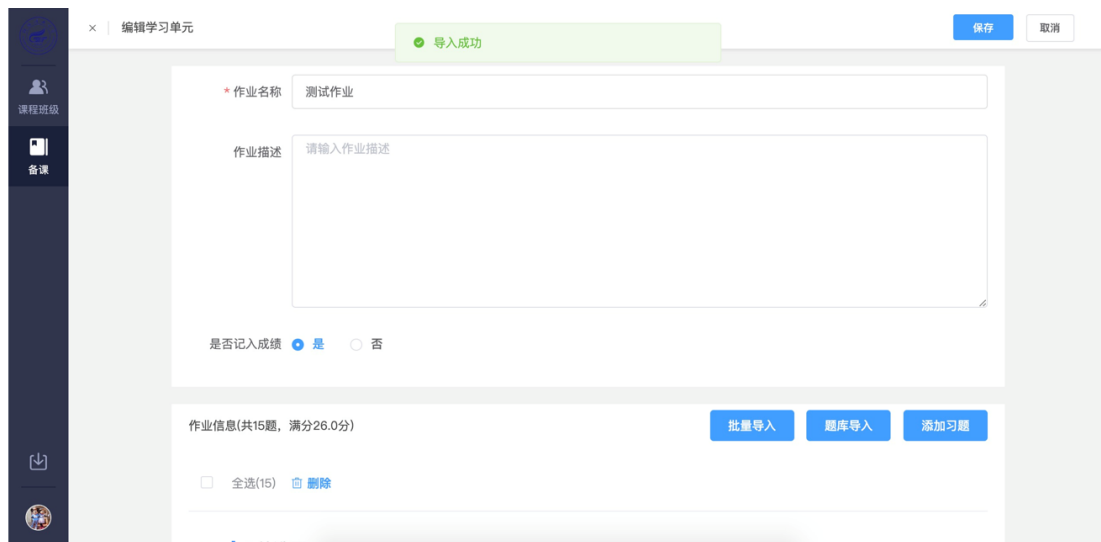 × 编辑学习单元
导入成功
保存 取消
课程班级
备课
* 作业名称 测试作业
作业描述 请输入作业描述
是否记入成绩 是 否
作业信息(共15题，满分26.0分) 批量导入 题库导入 添加习题
全选(15) 删除